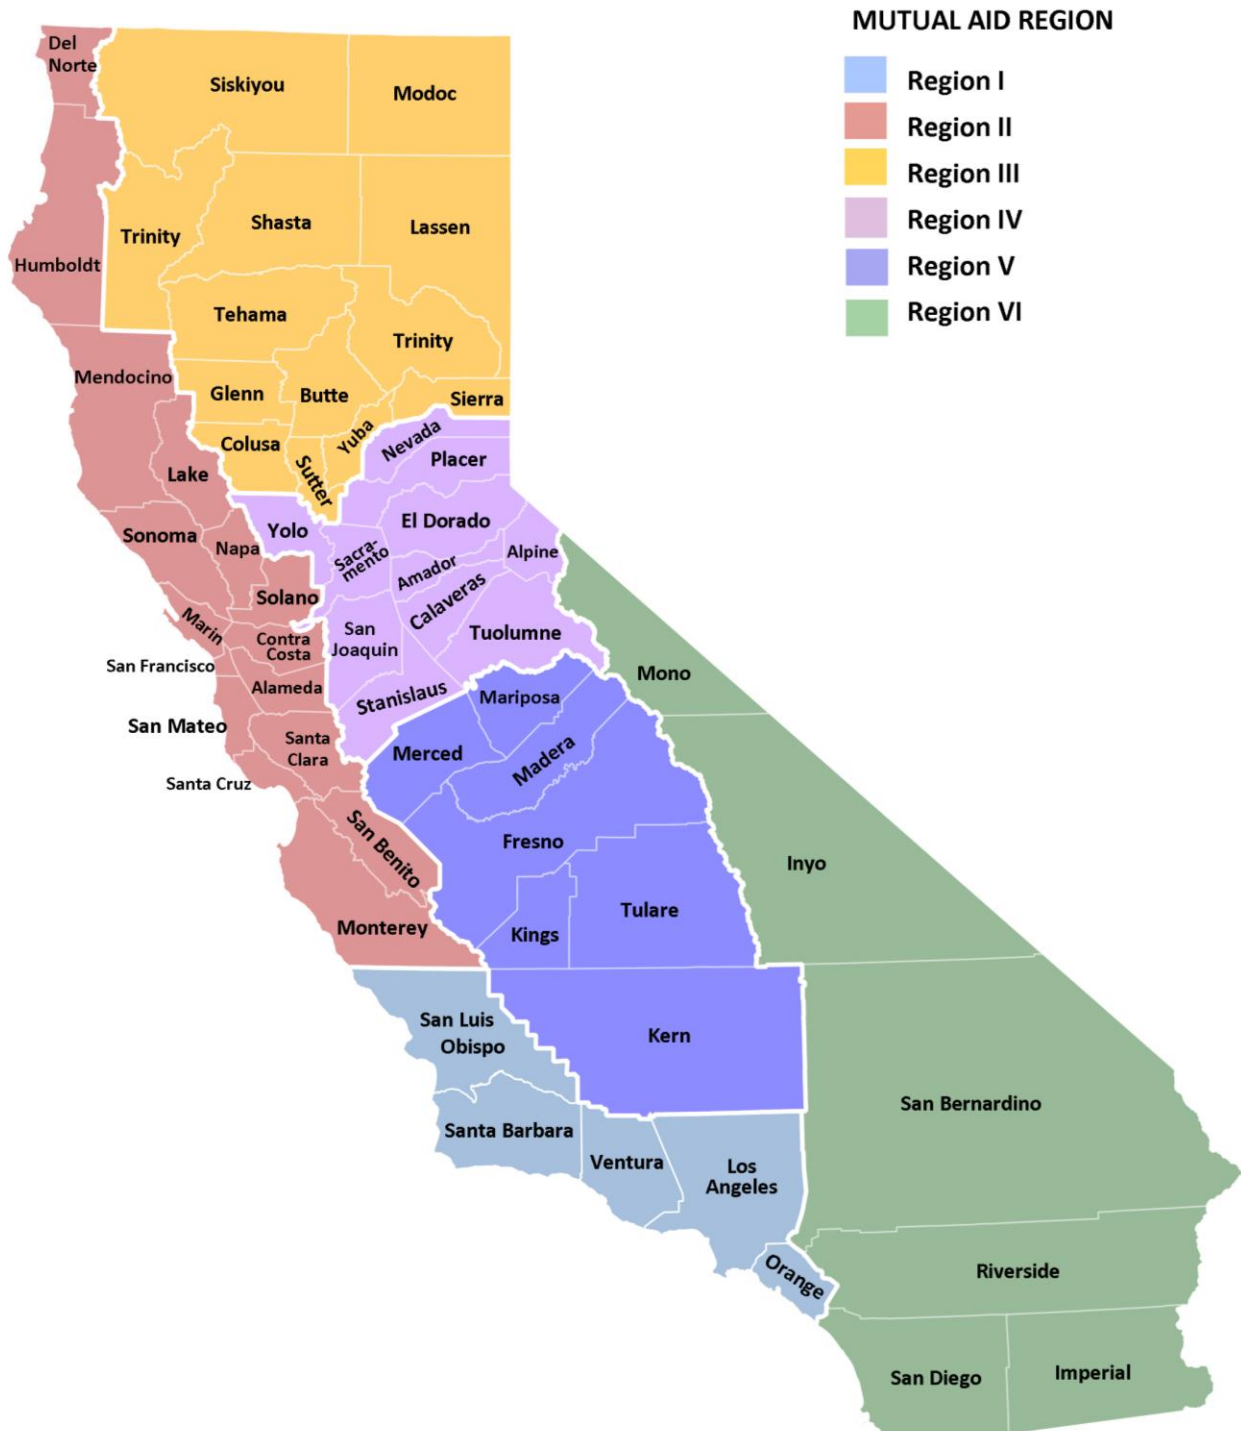 MUTUAL AID REGION
Region I
Region II
Region III
Region IV
Region V
Region VI
Del
Norte
Siskiyou
Modoc
Trinity
Shasta
Lassen
Humboldt
Tehama
Trinity
Mendocino
Glenn
Butte
Sierra
Yuba
Colusa
Sutter
Nevada
Placer
Lake
Yolo
El Dorado
Sonoma
Napa
Sacra-
mento
Alpine
Amador
Solano
Calaveras
Marin
Contra
Costa
San
Joaquin
Tuolumne
San Francisco
Alameda
Stanislaus
Mariposa
Mono
San Mateo
Santa
Clara
Merced
Madera
Santa Cruz
San Benito
Fresno
Inyo
Monterey
Kings
Tulare
San Luis
Obispo
Kern
San Bernardino
Santa Barbara
Ventura
Los
Angeles
Orange
Riverside
San Diego
Imperial